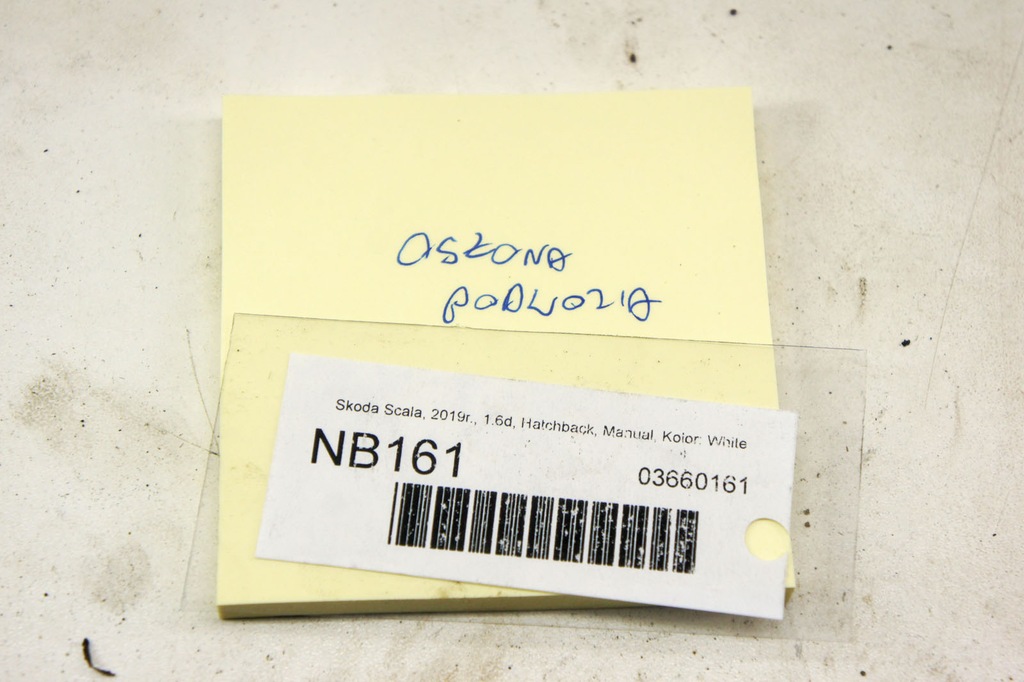 OSŁONA
PODWOZIA
Skoda Scala, 2019r., 1.6d, Hatchback, Manual, Kolor: White
NB161
03660161